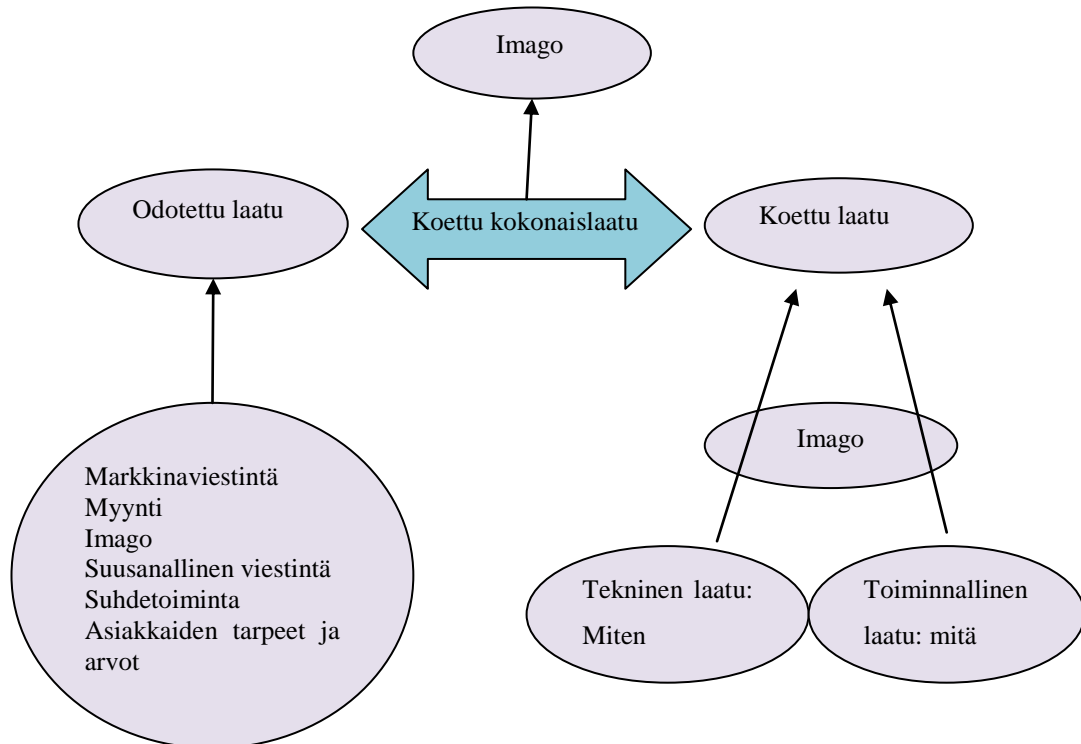 Imago
Odotettu laatu
Koettu kokonaislaatu
Koettu laatu
Markkinaviestintä
Myynti
Imago
Suusanallinen viestintä
Suhdetoiminta
Asiakkaiden tarpeet ja
arvot
Imago
Tekninen laatu:
Miten
Toiminnallinen
laatu: mitä